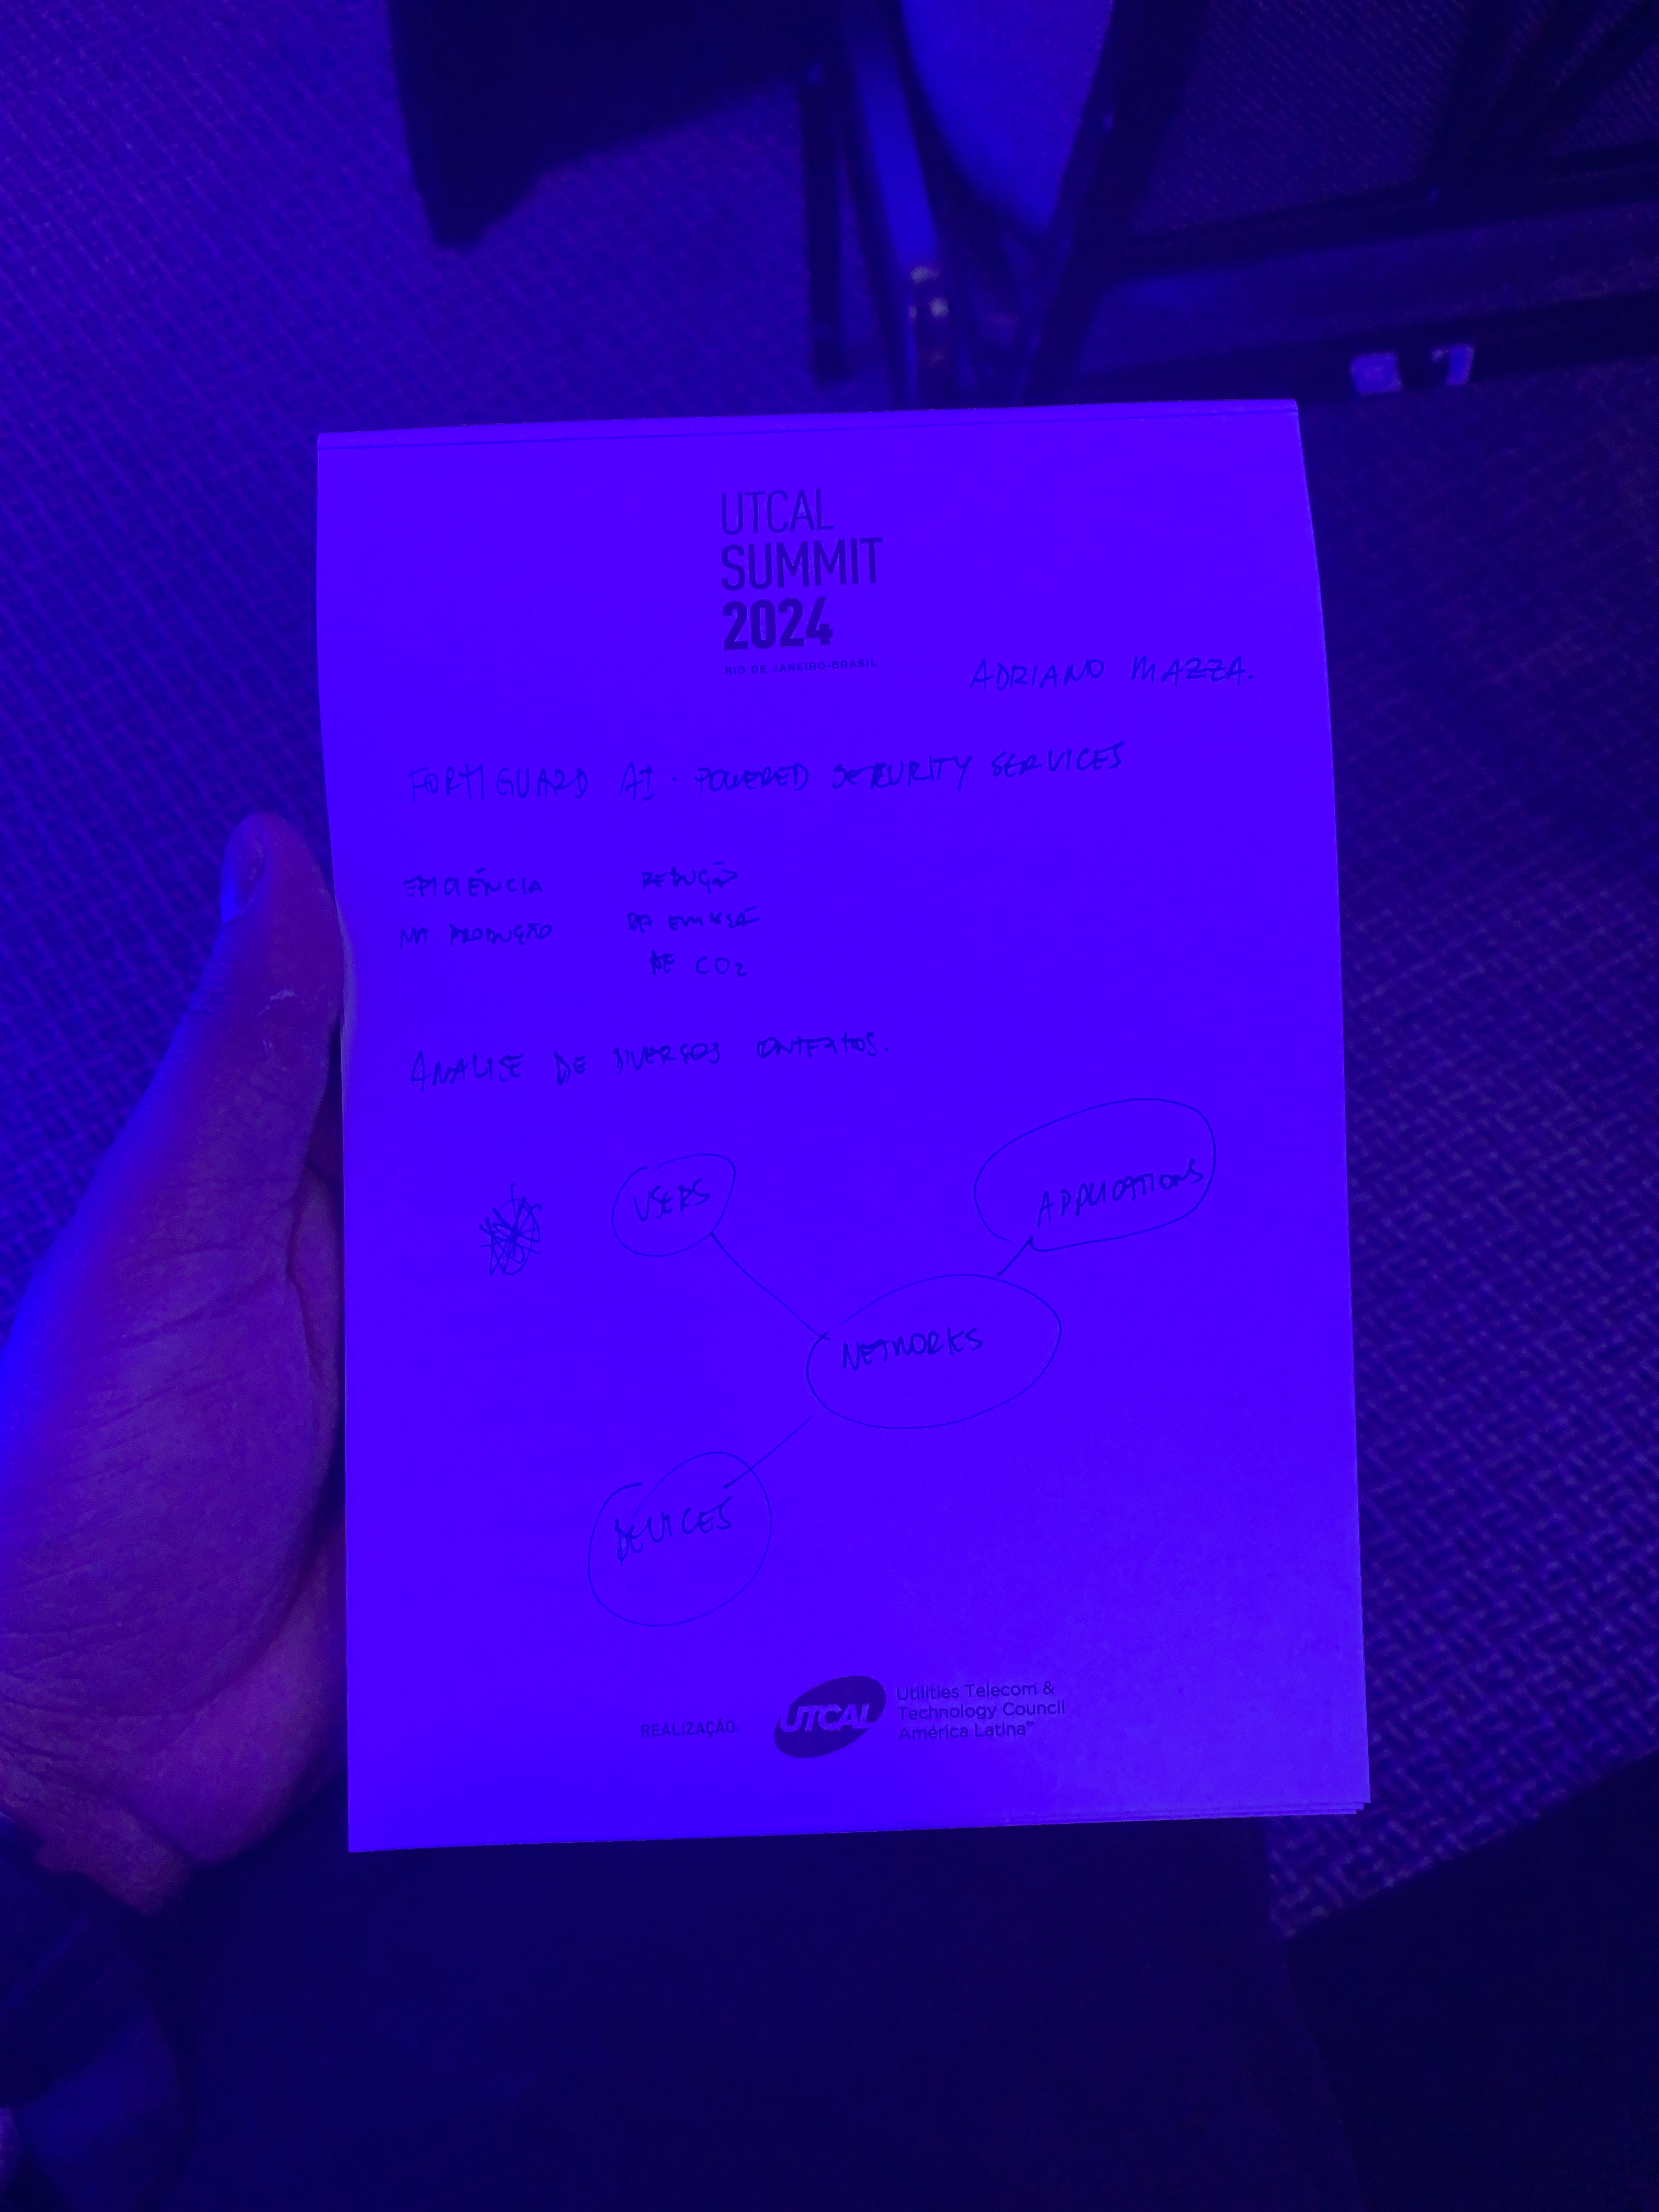 UTCAL
SUMMIT
2024
RIO DE JANEIRO-BRASIL
ADRIANO MAZZA.
FORTIGUARD AI-POWERED SECURITY SERVICES
EFICIÊNCIA
NA PRODUÇÃO
REDUÇÃO
DA EMISSÃO
DE CO2
ANALISE DE DIVERSOS CONTEXTOS.
USERS
APPLICATIONS
NETWORKS
DEVICES
REALIZAÇÃO:
UTCAL
Utilities Telecom &
Technology Council
América Latina™